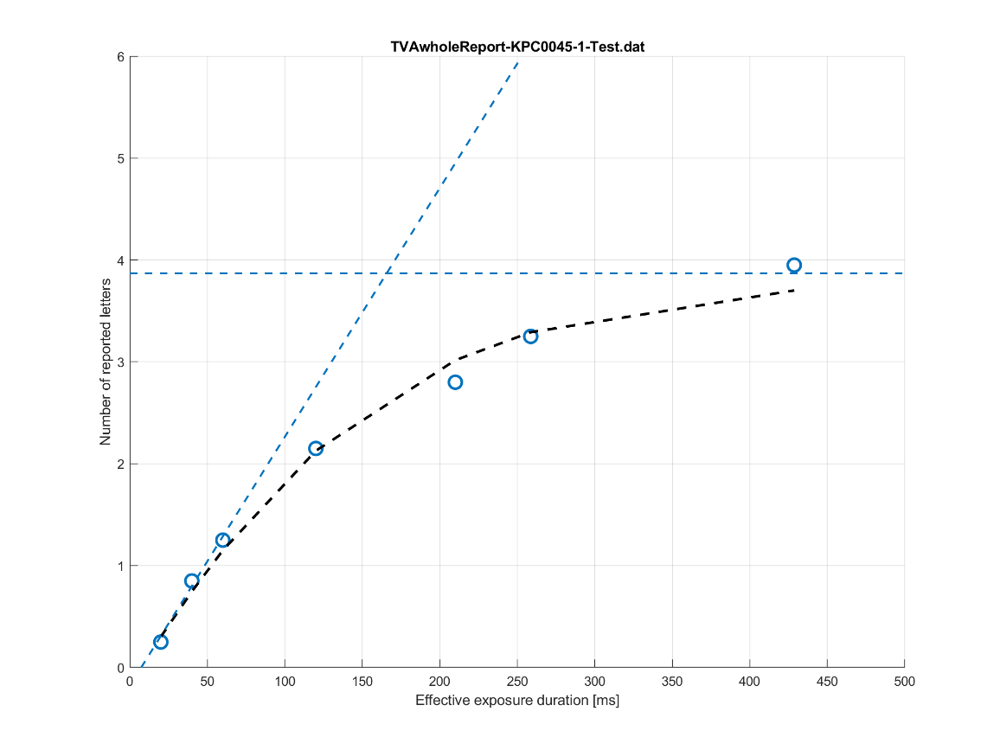 TVAwholeReport-KPC0045-1-Test.dat
6
5
4
3
2
1
0
Number of reported letters
0 50 100 150 200 250 300 350 400 450 500
Effective exposure duration [ms]